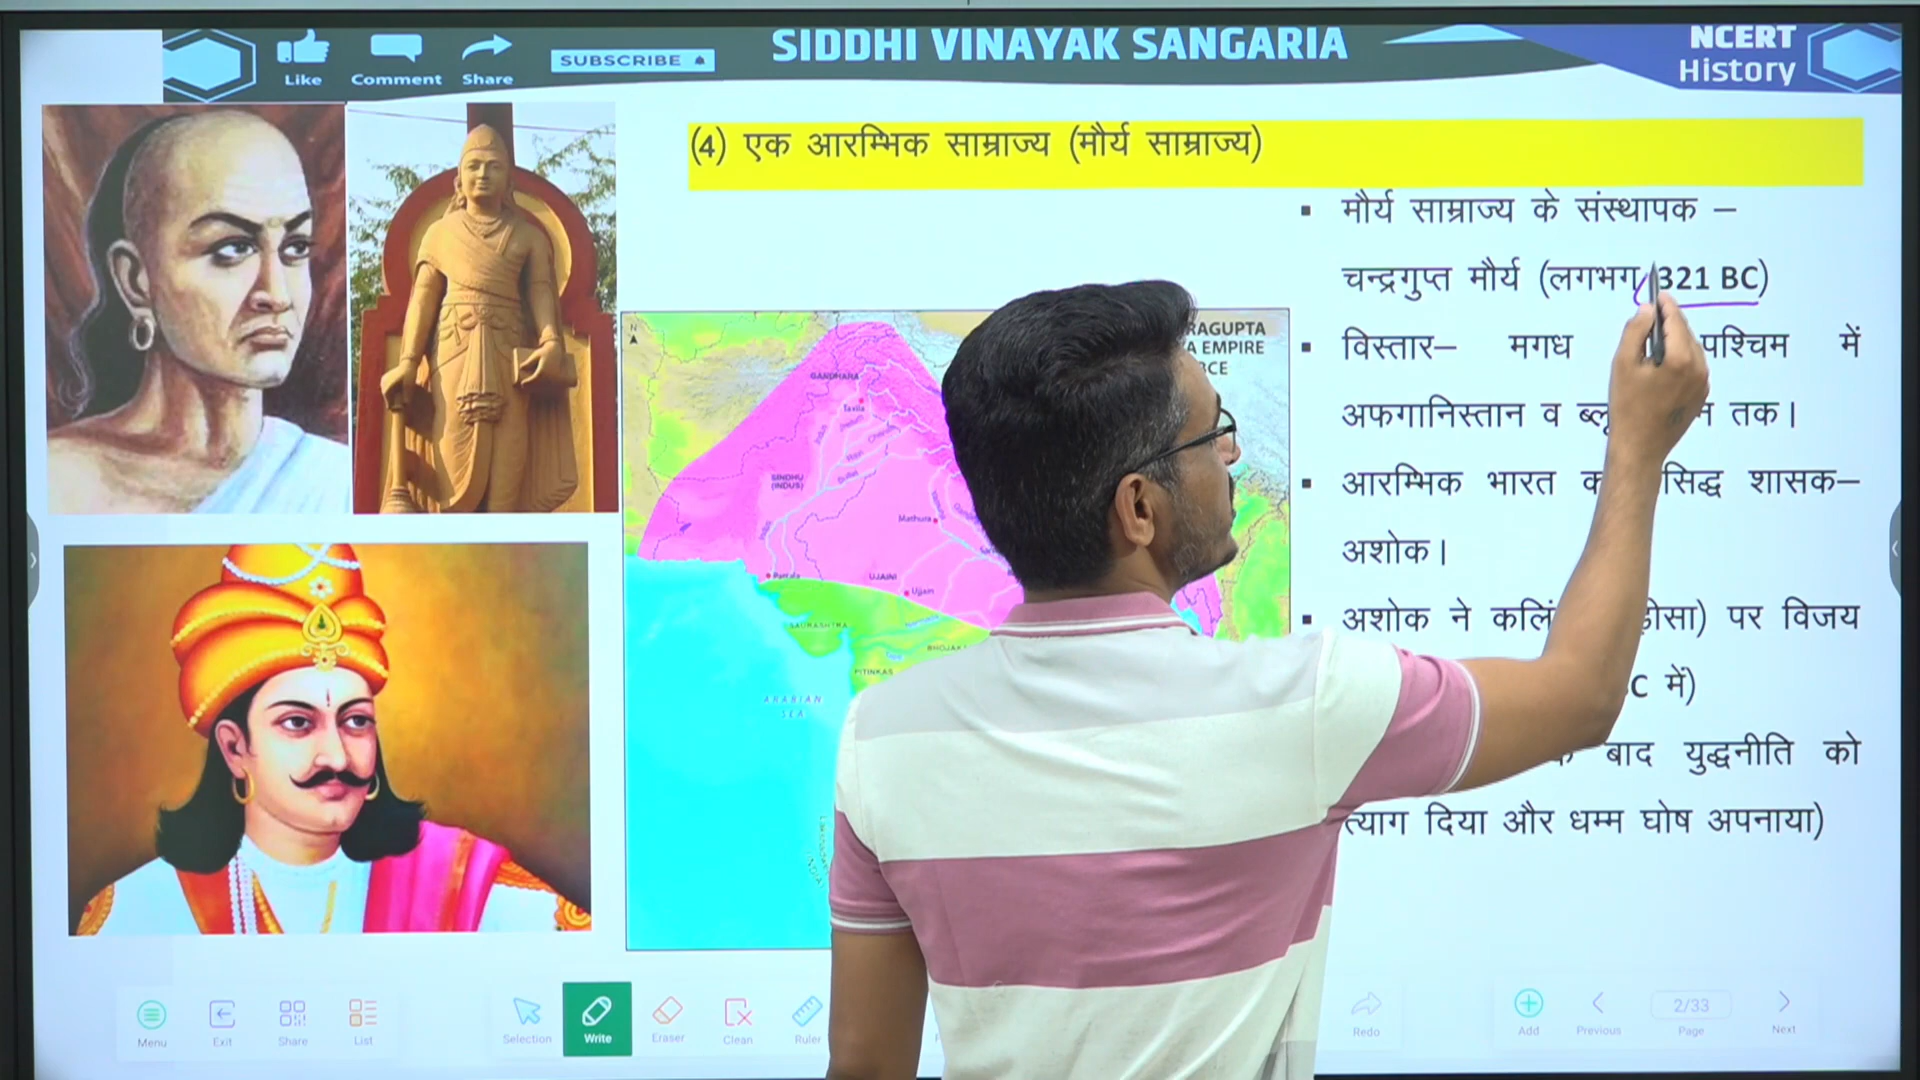 Like
Comment
Share
SUBSCRIBE
SIDDHI VINAYAK SANGARIA
NCERT
History
(4) एक आरम्भिक साम्राज्य (मौर्य साम्राज्य)
▪ मौर्य साम्राज्य के संस्थापक –
चन्द्रगुप्त मौर्य (लगभग 321 BC)
▪ विस्तार– मगध पश्चिम में
अफगानिस्तान व तक।
▪ आरम्भिक भारत शासक–
अशोक।
▪ अशोक ने पर विजय
में)
बाद युद्धनीति को
त्याग दिया और धम्म घोष अपनाया)
N
GANDHARA
Taxila
Indus
SINDHU
(INDUS)
Mathura
Indus
Patala
UJJAINI
Ujjain
SAURASHTRA
PITINKAS
ARABIAN
SEA
EMPIRE
Menu
Exit
Share
List
Selection
Write
Eraser
Clean
Ruler
Redo
Add
Previous
2/33
Page
Next